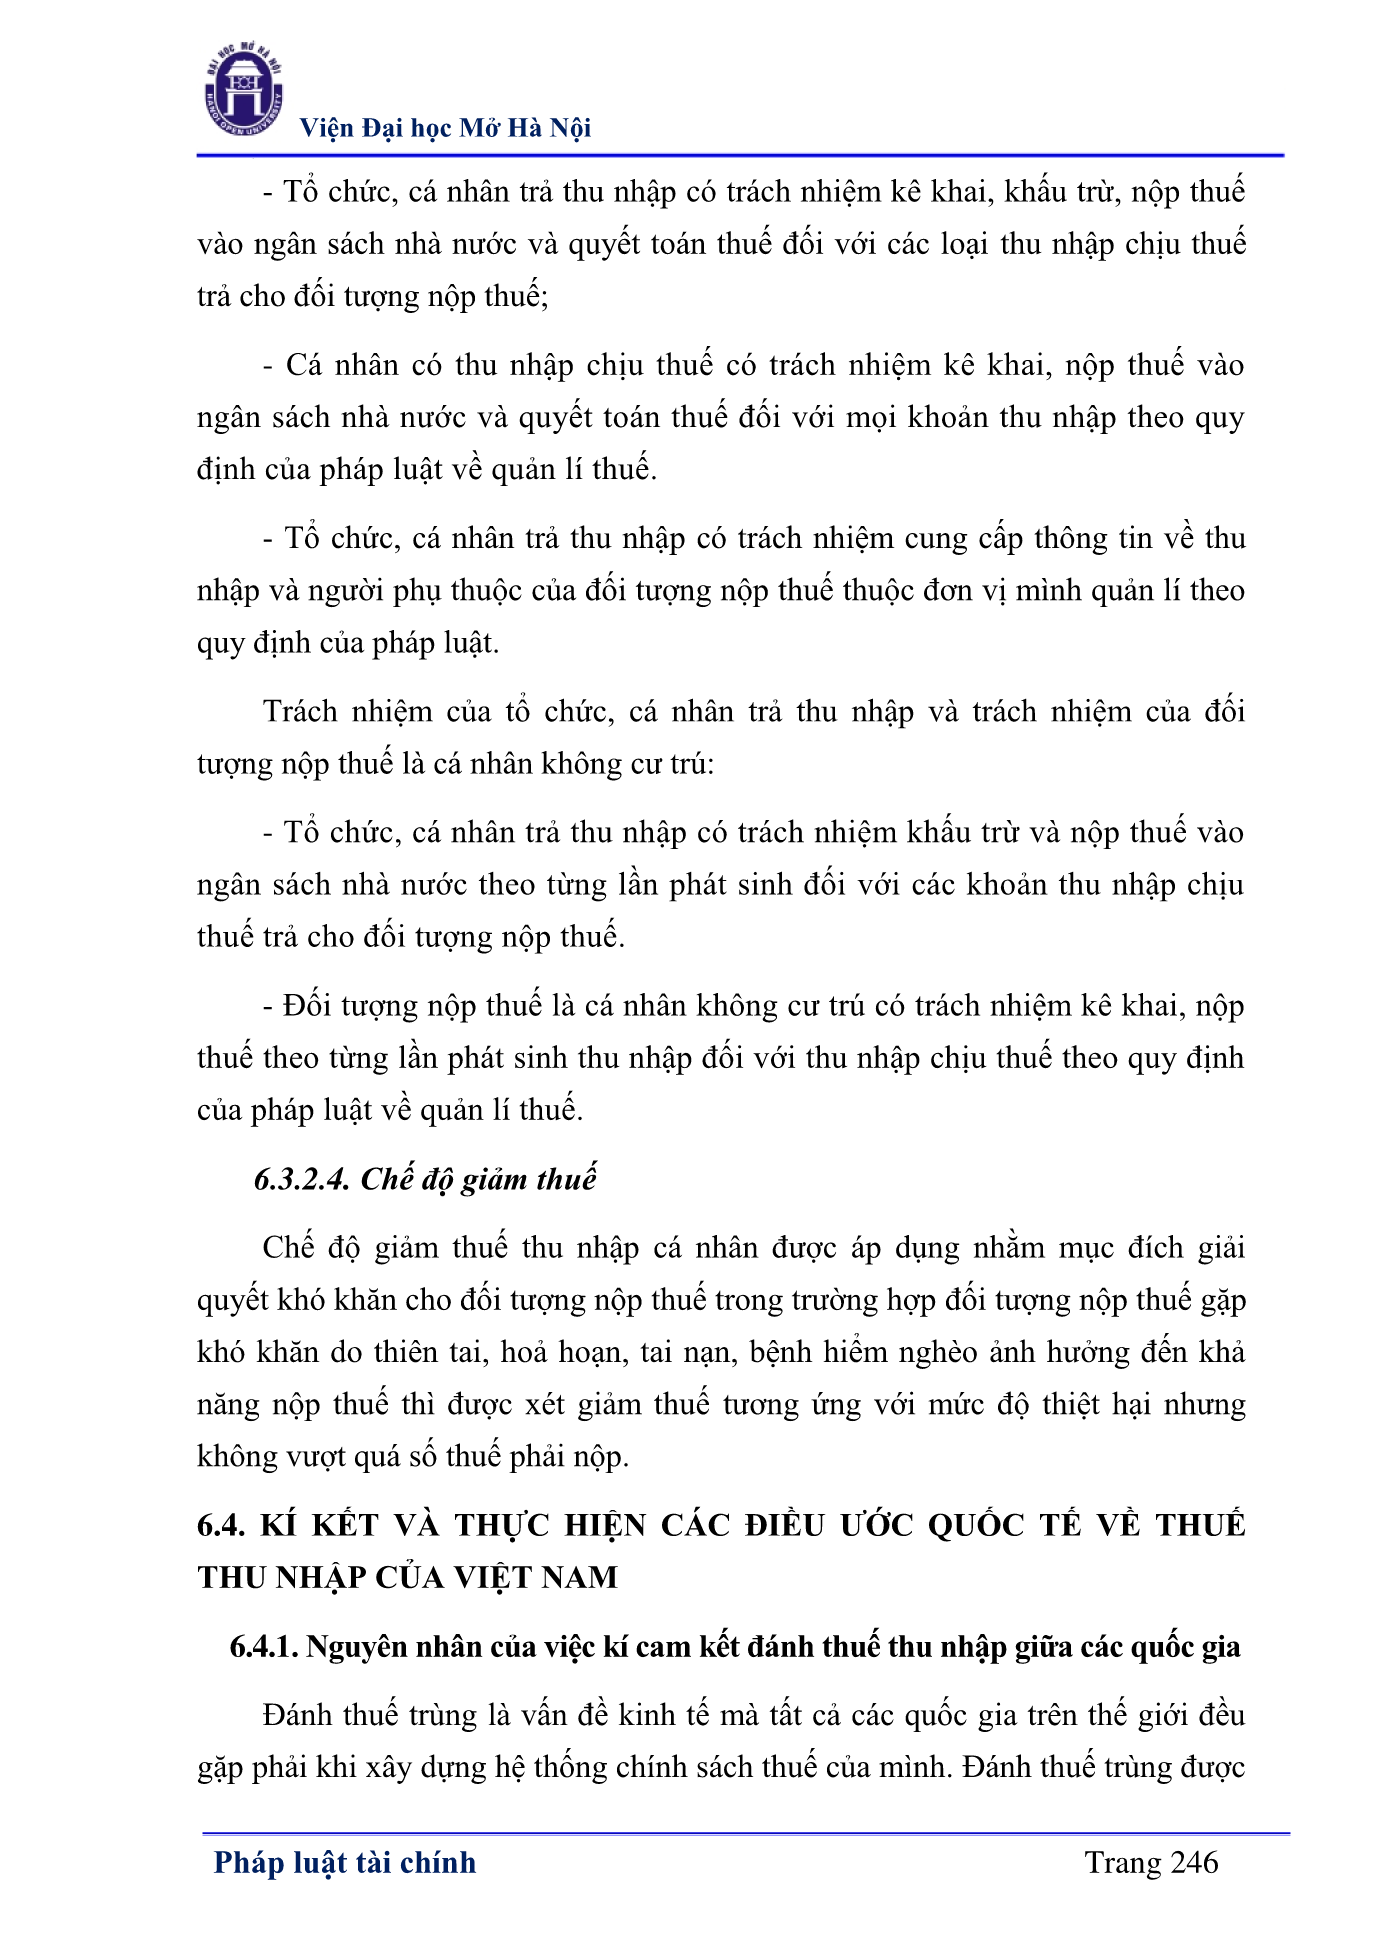 ĐẠI HỌC MỞ HÀ NỘI
HANOI OPEN UNIVERSITY
Viện Đại học Mở Hà Nội
- Tổ chức, cá nhân trả thu nhập có trách nhiệm kê khai, khấu trừ, nộp thuế
vào ngân sách nhà nước và quyết toán thuế đối với các loại thu nhập chịu thuế
trả cho đối tượng nộp thuế;
- Cá nhân có thu nhập chịu thuế có trách nhiệm kê khai, nộp thuế vào
ngân sách nhà nước và quyết toán thuế đối với mọi khoản thu nhập theo quy
định của pháp luật về quản lí thuế.
- Tổ chức, cá nhân trả thu nhập có trách nhiệm cung cấp thông tin về thu
nhập và người phụ thuộc của đối tượng nộp thuế thuộc đơn vị mình quản lí theo
quy định của pháp luật.
Trách nhiệm của tổ chức, cá nhân trả thu nhập và trách nhiệm của đối
tượng nộp thuế là cá nhân không cư trú:
- Tổ chức, cá nhân trả thu nhập có trách nhiệm khấu trừ và nộp thuế vào
ngân sách nhà nước theo từng lần phát sinh đối với các khoản thu nhập chịu
thuế trả cho đối tượng nộp thuế.
- Đối tượng nộp thuế là cá nhân không cư trú có trách nhiệm kê khai, nộp
thuế theo từng lần phát sinh thu nhập đối với thu nhập chịu thuế theo quy định
của pháp luật về quản lí thuế.
6.3.2.4. Chế độ giảm thuế
Chế độ giảm thuế thu nhập cá nhân được áp dụng nhằm mục đích giải
quyết khó khăn cho đối tượng nộp thuế trong trường hợp đối tượng nộp thuế gặp
khó khăn do thiên tai, hoả hoạn, tai nạn, bệnh hiểm nghèo ảnh hưởng đến khả
năng nộp thuế thì được xét giảm thuế tương ứng với mức độ thiệt hại nhưng
không vượt quá số thuế phải nộp.
6.4. KÍ KẾT VÀ THỰC HIỆN CÁC ĐIỀU ƯỚC QUỐC TẾ VỀ THUẾ
THU NHẬP CỦA VIỆT NAM
6.4.1. Nguyên nhân của việc kí cam kết đánh thuế thu nhập giữa các quốc gia
Đánh thuế trùng là vấn đề kinh tế mà tất cả các quốc gia trên thế giới đều
gặp phải khi xây dựng hệ thống chính sách thuế của mình. Đánh thuế trùng được
Pháp luật tài chính
Trang 246